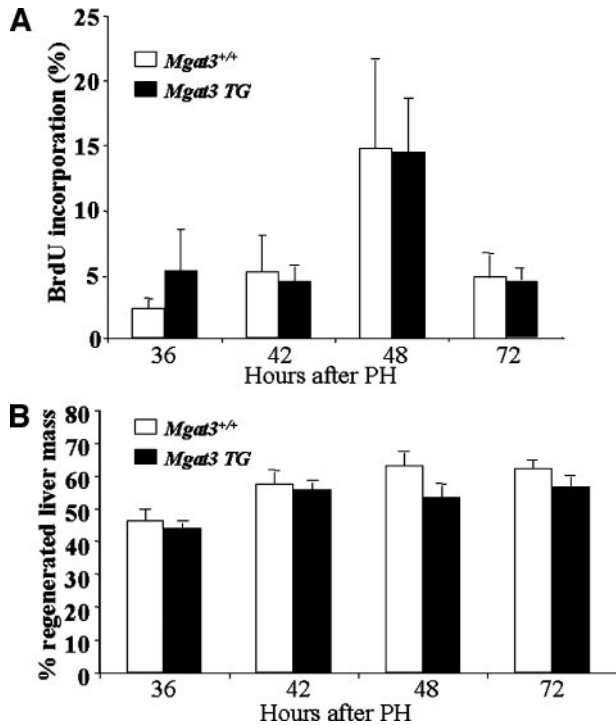 A
BrdU incorporation (%)
25
20
15
10
5
0
Mgat3+/+
Mgat3 TG
36 42 48 72
Hours after PH
B
% regenerated liver mass
80
70
60
50
40
30
20
10
0
Mgat3+/+
Mgat3 TG
36 42 48 72
Hours after PH